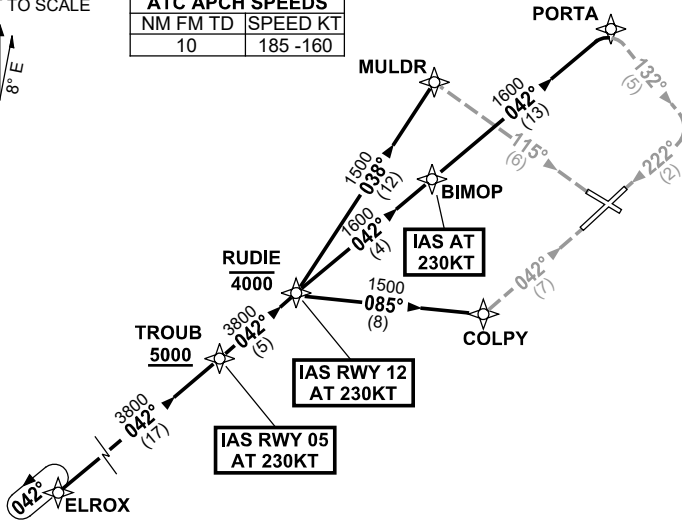 TO SCALE
8° E
ATC APCH SPEEDS
NM FM TD SPEED KT
10 185 -160
PORTA
132°
(5)
MULDR
1600
042°
(13)
115°
(6)
222°
(2)
1500
038°
(12)
BIMOP
1600
042°
(4)
IAS AT
230KT
RUDIE
4000
1500
085°
(8)
042°
(7)
COLPY
TROUB
5000
3800
042°
(5)
IAS RWY 12
AT 230KT
3800
042°
(17)
IAS RWY 05
AT 230KT
042°
ELROX